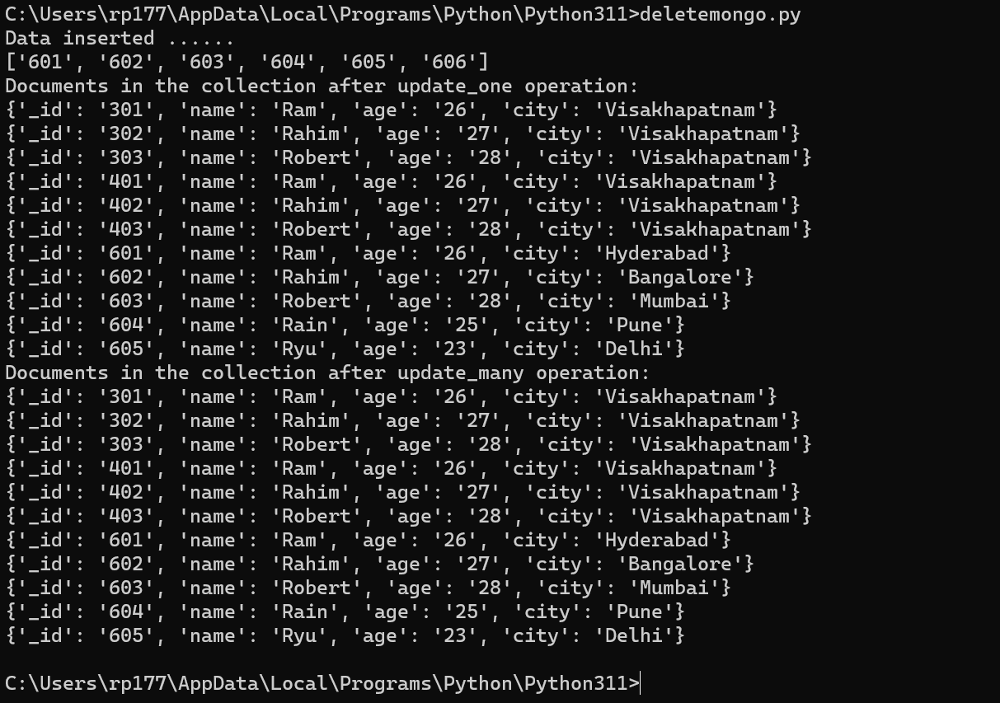 C:\Users\rp177\AppData\Local\Programs\Python\Python311>deletemongo.py
Data inserted ......
['601', '602', '603', '604', '605', '606']
Documents in the collection after update_one operation:
{'_id': '301', 'name': 'Ram', 'age': '26', 'city': 'Visakhapatnam'}
{'_id': '302', 'name': 'Rahim', 'age': '27', 'city': 'Visakhapatnam'}
{'_id': '303', 'name': 'Robert', 'age': '28', 'city': 'Visakhapatnam'}
{'_id': '401', 'name': 'Ram', 'age': '26', 'city': 'Visakhapatnam'}
{'_id': '402', 'name': 'Rahim', 'age': '27', 'city': 'Visakhapatnam'}
{'_id': '403', 'name': 'Robert', 'age': '28', 'city': 'Visakhapatnam'}
{'_id': '601', 'name': 'Ram', 'age': '26', 'city': 'Hyderabad'}
{'_id': '602', 'name': 'Rahim', 'age': '27', 'city': 'Bangalore'}
{'_id': '603', 'name': 'Robert', 'age': '28', 'city': 'Mumbai'}
{'_id': '604', 'name': 'Rain', 'age': '25', 'city': 'Pune'}
{'_id': '605', 'name': 'Ryu', 'age': '23', 'city': 'Delhi'}
Documents in the collection after update_many operation:
{'_id': '301', 'name': 'Ram', 'age': '26', 'city': 'Visakhapatnam'}
{'_id': '302', 'name': 'Rahim', 'age': '27', 'city': 'Visakhapatnam'}
{'_id': '303', 'name': 'Robert', 'age': '28', 'city': 'Visakhapatnam'}
{'_id': '401', 'name': 'Ram', 'age': '26', 'city': 'Visakhapatnam'}
{'_id': '402', 'name': 'Rahim', 'age': '27', 'city': 'Visakhapatnam'}
{'_id': '403', 'name': 'Robert', 'age': '28', 'city': 'Visakhapatnam'}
{'_id': '601', 'name': 'Ram', 'age': '26', 'city': 'Hyderabad'}
{'_id': '602', 'name': 'Rahim', 'age': '27', 'city': 'Bangalore'}
{'_id': '603', 'name': 'Robert', 'age': '28', 'city': 'Mumbai'}
{'_id': '604', 'name': 'Rain', 'age': '25', 'city': 'Pune'}
{'_id': '605', 'name': 'Ryu', 'age': '23', 'city': 'Delhi'}
C:\Users\rp177\AppData\Local\Programs\Python\Python311>